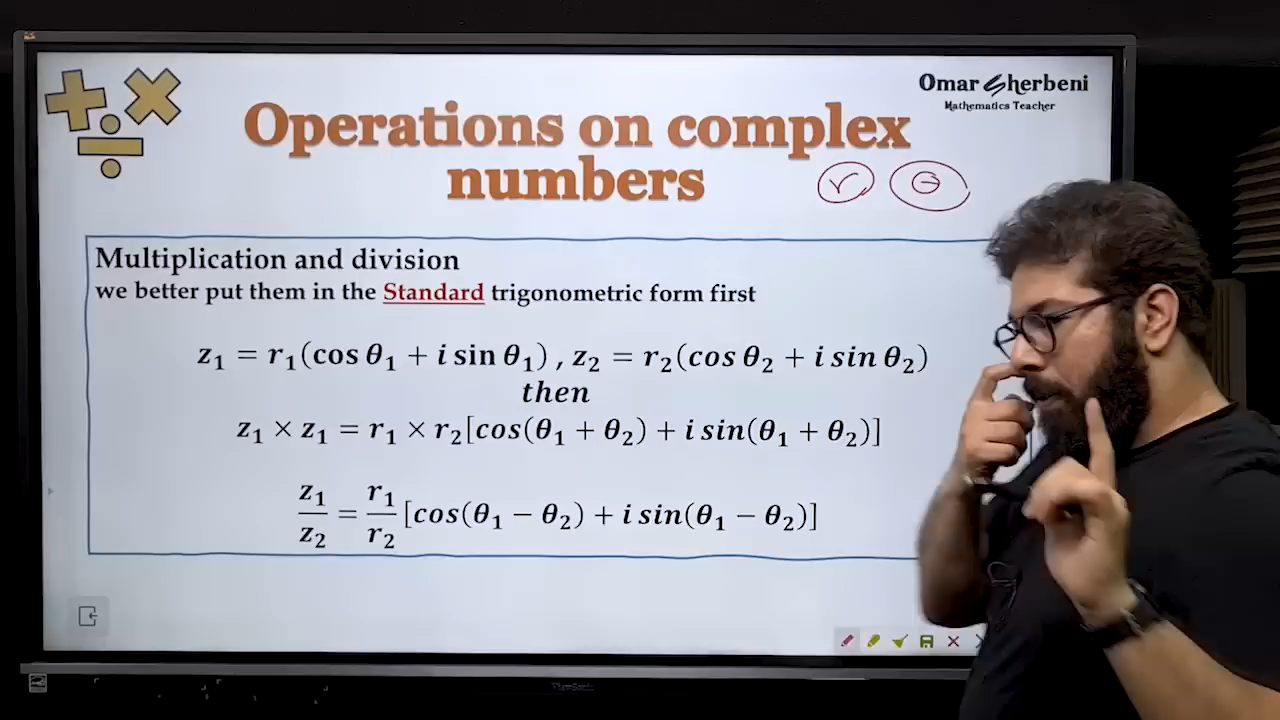 Omar Sherbeni
Mathematics Teacher
Operations on complex
numbers
r θ
Multiplication and division
we better put them in the Standard trigonometric form first
z₁ = r₁(cos θ₁ + i sin θ₁) , z₂ = r₂(cos θ₂ + i sin θ₂)
then
z₁ × z₁ = r₁ × r₂[cos(θ₁ + θ₂) + i sin(θ₁ + θ₂)]
z₁/z₂ = r₁/r₂ [cos(θ₁ − θ₂) + i sin(θ₁ − θ₂)]
ViewSonic